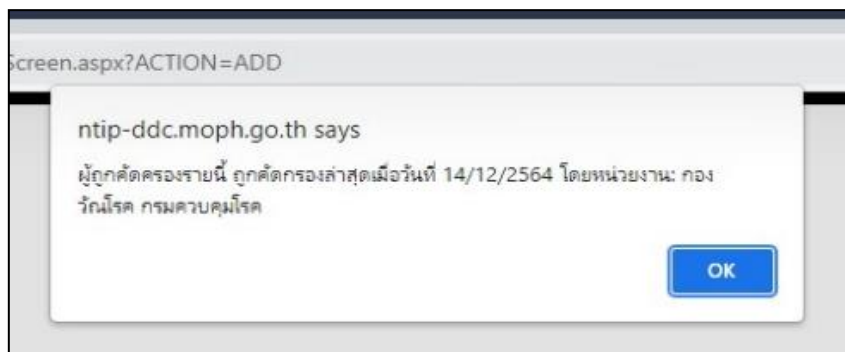 Screen.aspx?ACTION=ADD
ntip-ddc.moph.go.th says
ผู้ถูกคัดครองรายนี้ ถูกคัดกรองล่าสุดเมื่อวันที่ 14/12/2564 โดยหน่วยงาน: กอง
วัณโรค กรมควบคุมโรค
OK